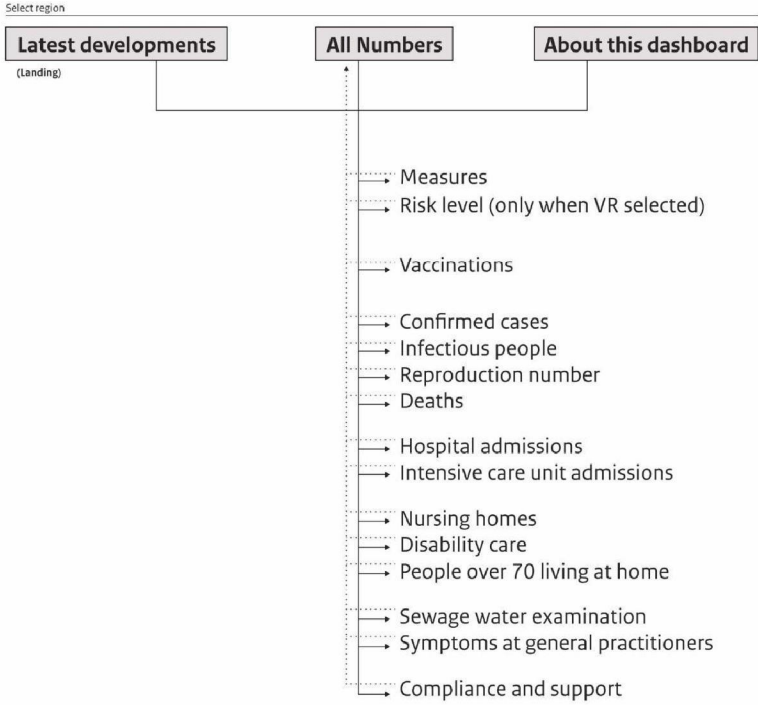 Select region
Latest developments
All Numbers
About this dashboard
(Landing)
Measures
Risk level (only when VR selected)
Vaccinations
Confirmed cases
Infectious people
Reproduction number
Deaths
Hospital admissions
Intensive care unit admissions
Nursing homes
Disability care
People over 70 living at home
Sewage water examination
Symptoms at general practitioners
Compliance and support